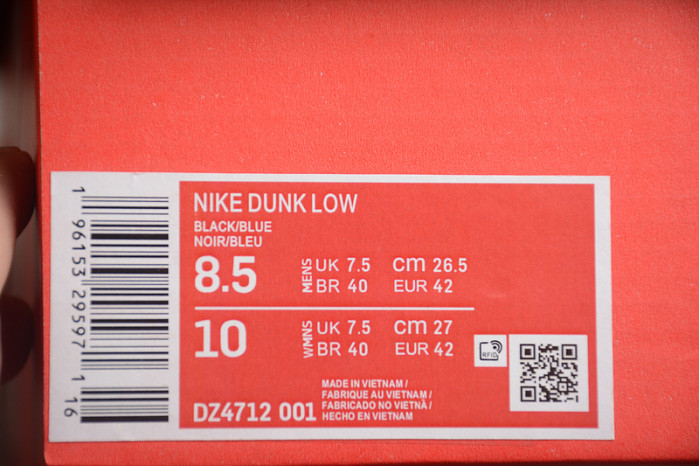 NIKE DUNK LOW
BLACK/BLUE
NOIR/BLEU
8.5 MENS UK 7.5 cm 26.5
BR 40 EUR 42
10 WMNS UK 7.5 cm 27
BR 40 EUR 42
RFID
DZ4712 001
MADE IN VIETNAM /
FABRIQUE AU VIETNAM /
FABRICADO NO VIETNÃ /
HECHO EN VIETNAM
1 96153 29597 1 16